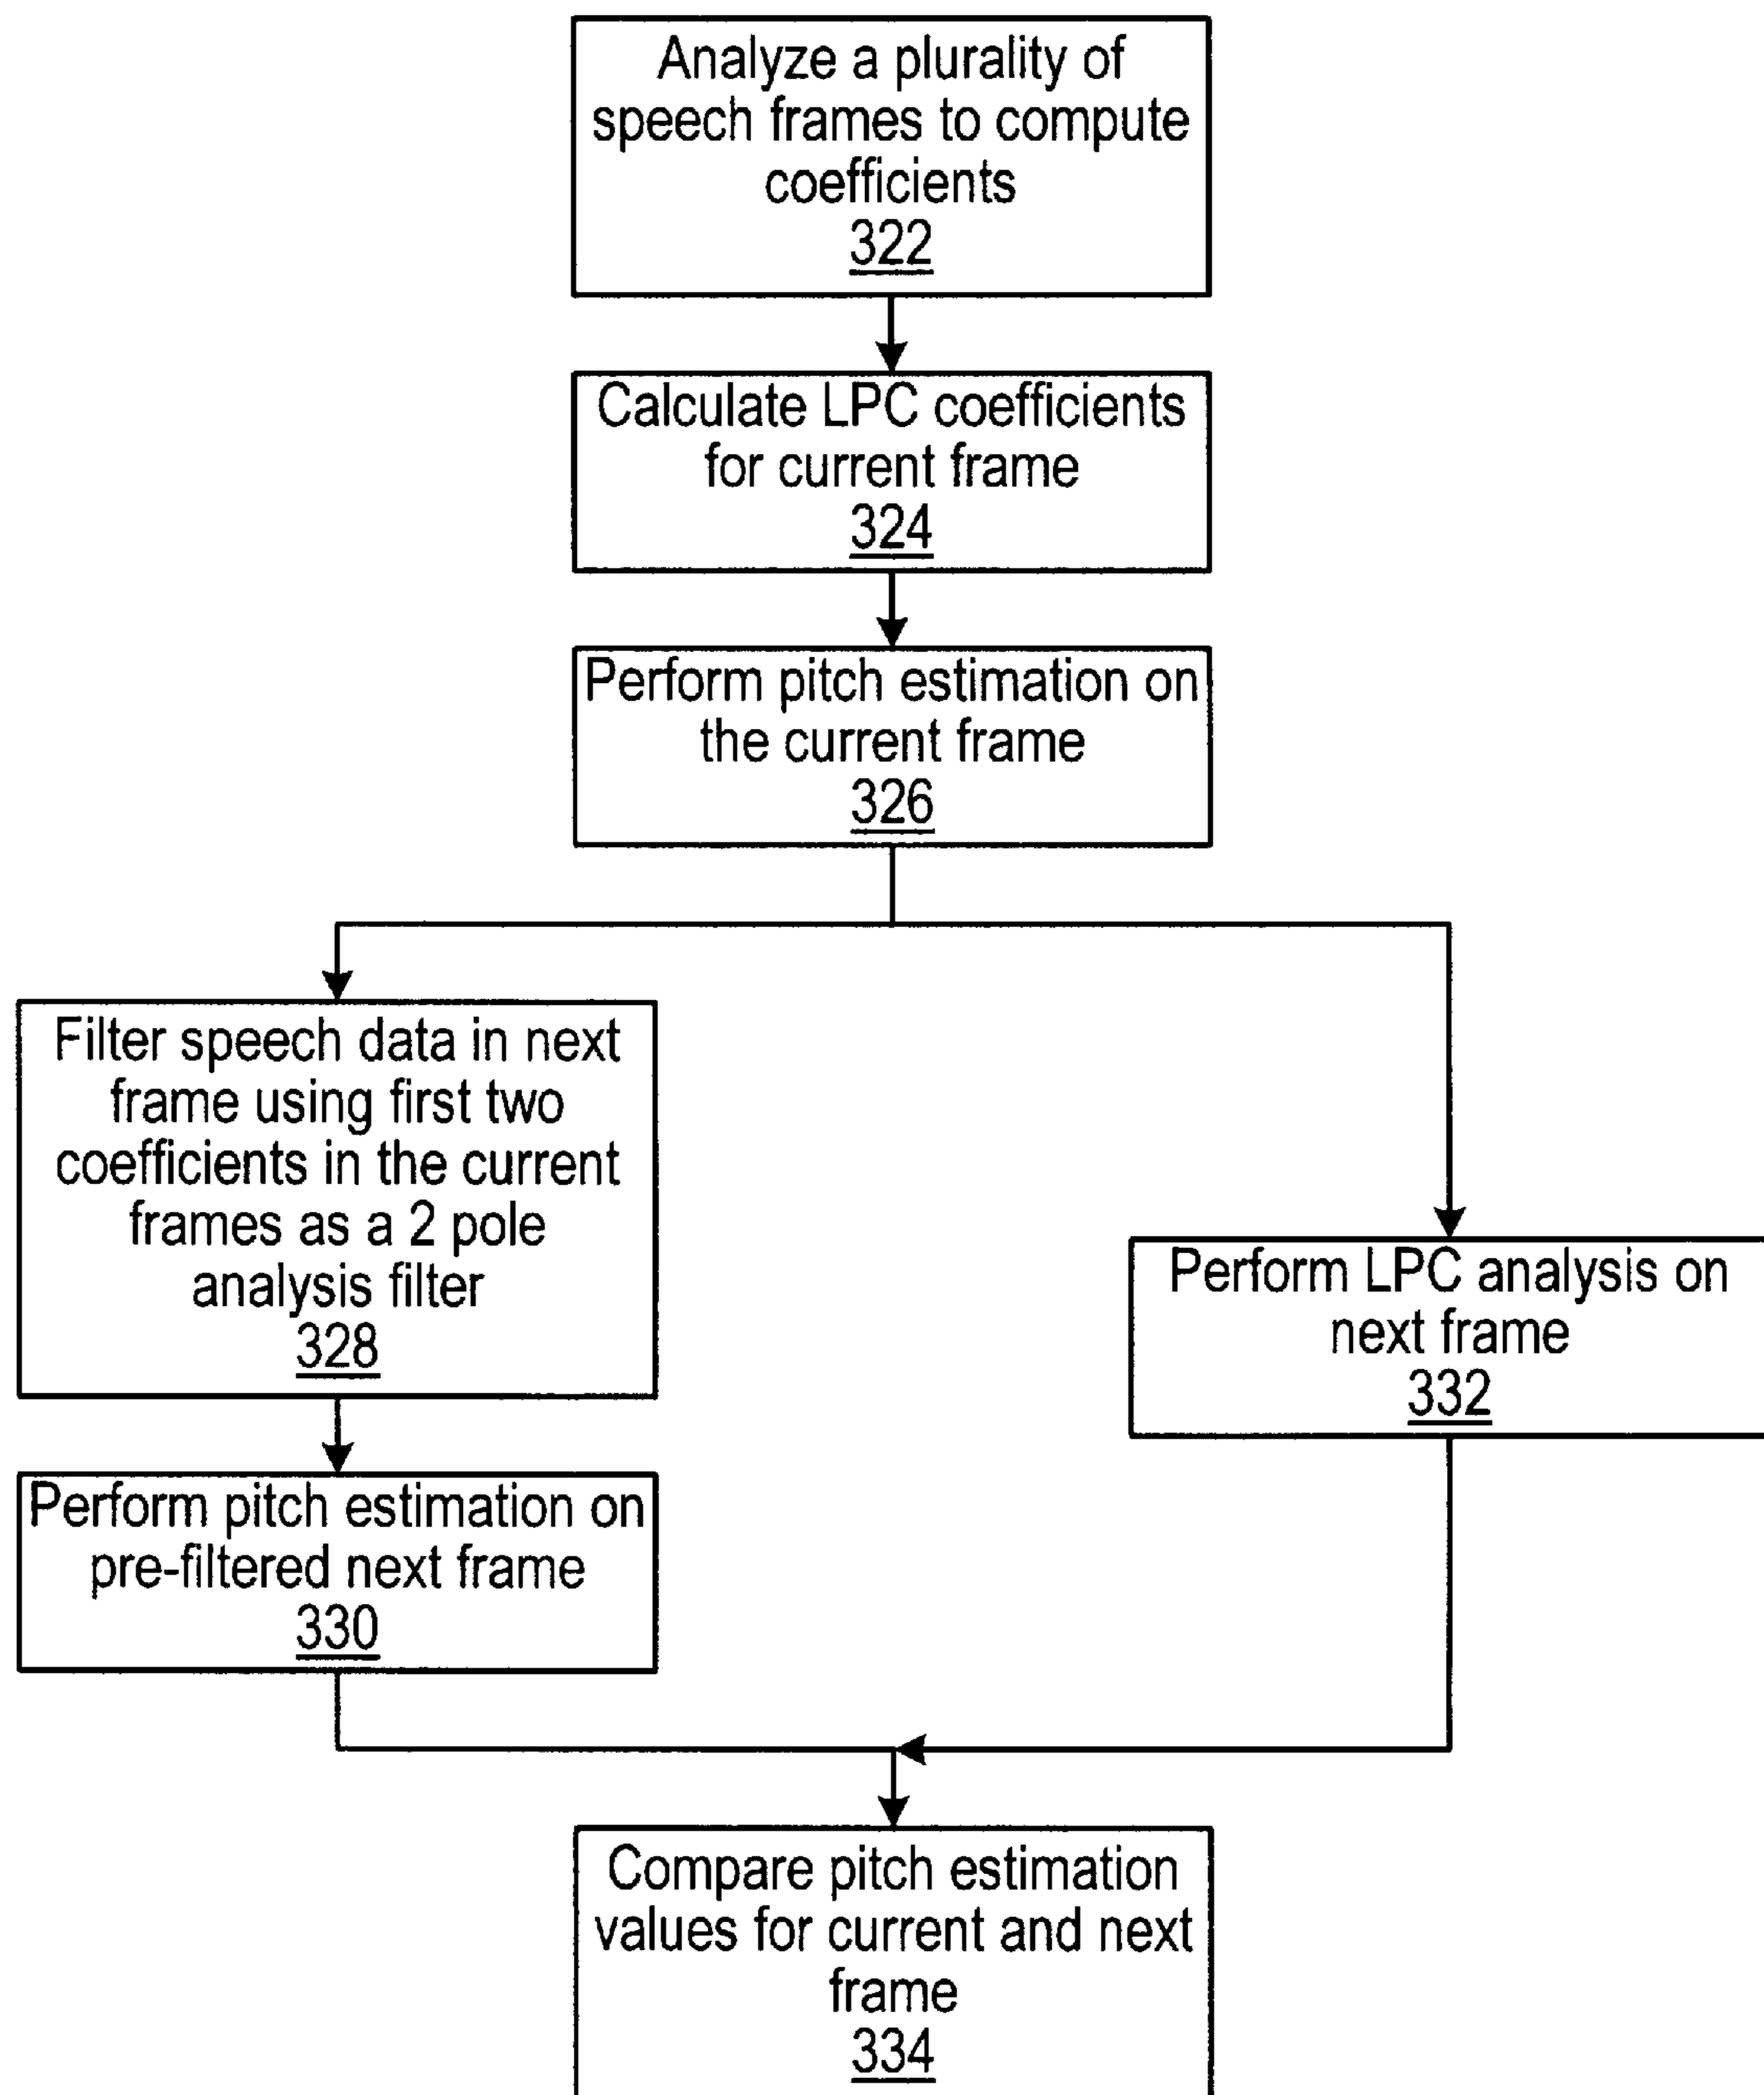 Analyze a plurality of
speech frames to compute
coefficients
322
Calculate LPC coefficients
for current frame
324
Perform pitch estimation on
the current frame
326
Filter speech data in next
frame using first two
coefficients in the current
frames as a 2 pole
analysis filter
328
Perform pitch estimation on
pre-filtered next frame
330
Perform LPC analysis on
next frame
332
Compare pitch estimation
values for current and next
frame
334